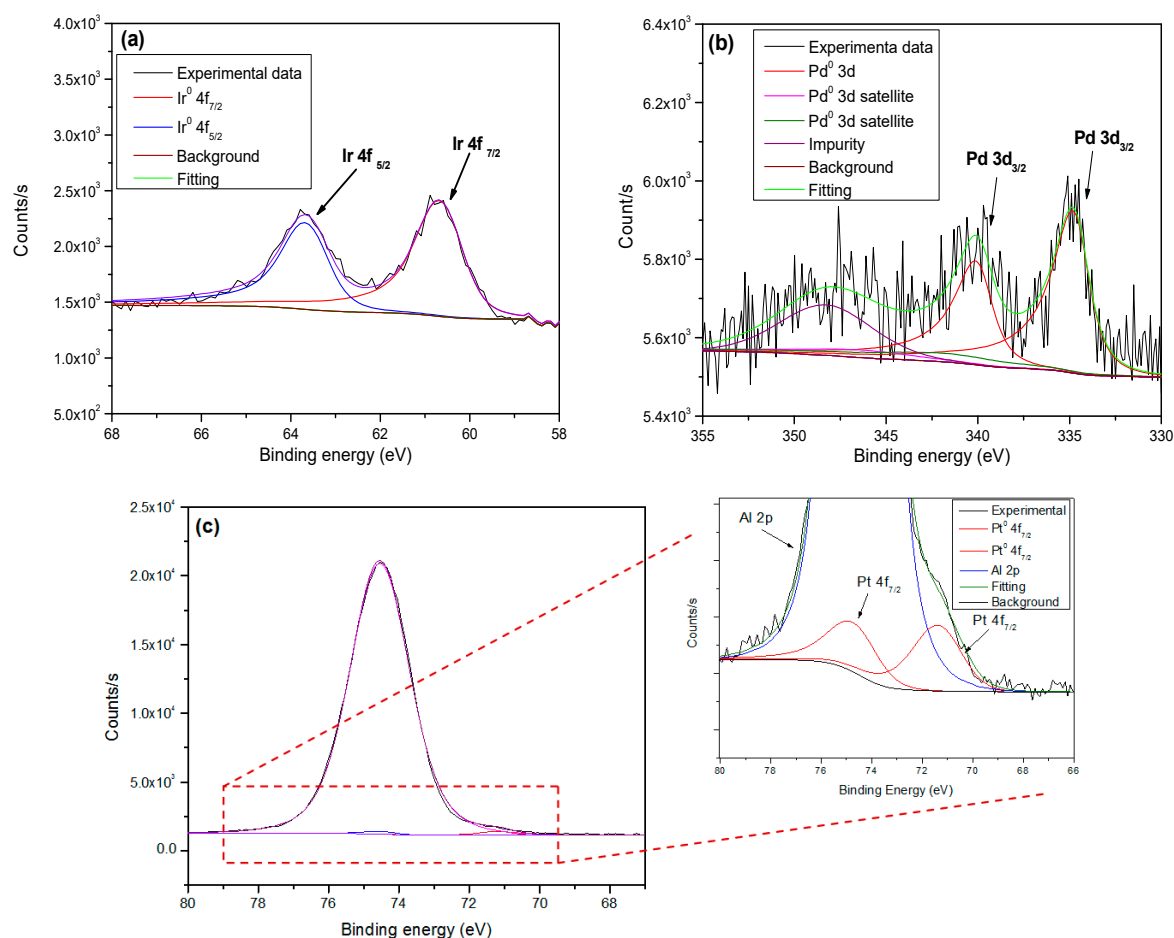 (a)
4.0x10³
3.5x10³
3.0x10³
2.5x10³
2.0x10³
1.5x10³
1.0x10³
5.0x10²
Counts/s
Experimental data
Ir⁰ 4f7/2
Ir⁰ 4f5/2
Background
Fitting
Ir 4f 5/2
Ir 4f 7/2
68 66 64 62 60 58
Binding energy (eV)
(b)
6.4x10³
6.2x10³
6.0x10³
5.8x10³
5.6x10³
5.4x10³
Count/s
Experimenta data
Pd⁰ 3d
Pd⁰ 3d satellite
Pd⁰ 3d satellite
Impurity
Background
Fitting
Pd 3d3/2
Pd 3d3/2
355 350 345 340 335 330
Binding energy (eV)
(c)
2.5x10⁴
2.0x10⁴
1.5x10⁴
1.0x10⁴
5.0x10³
0.0
Counts/s
80 78 76 74 72 70 68
Binding energy (eV)
Al 2p
Experimental
Pt⁰ 4f7/2
Pt⁰ 4f7/2
Al 2p
Fitting
Background
Pt 4f7/2
Pt 4f7/2
Counts/s
80 78 76 75 72 70 68 66
Binding Energy (eV)